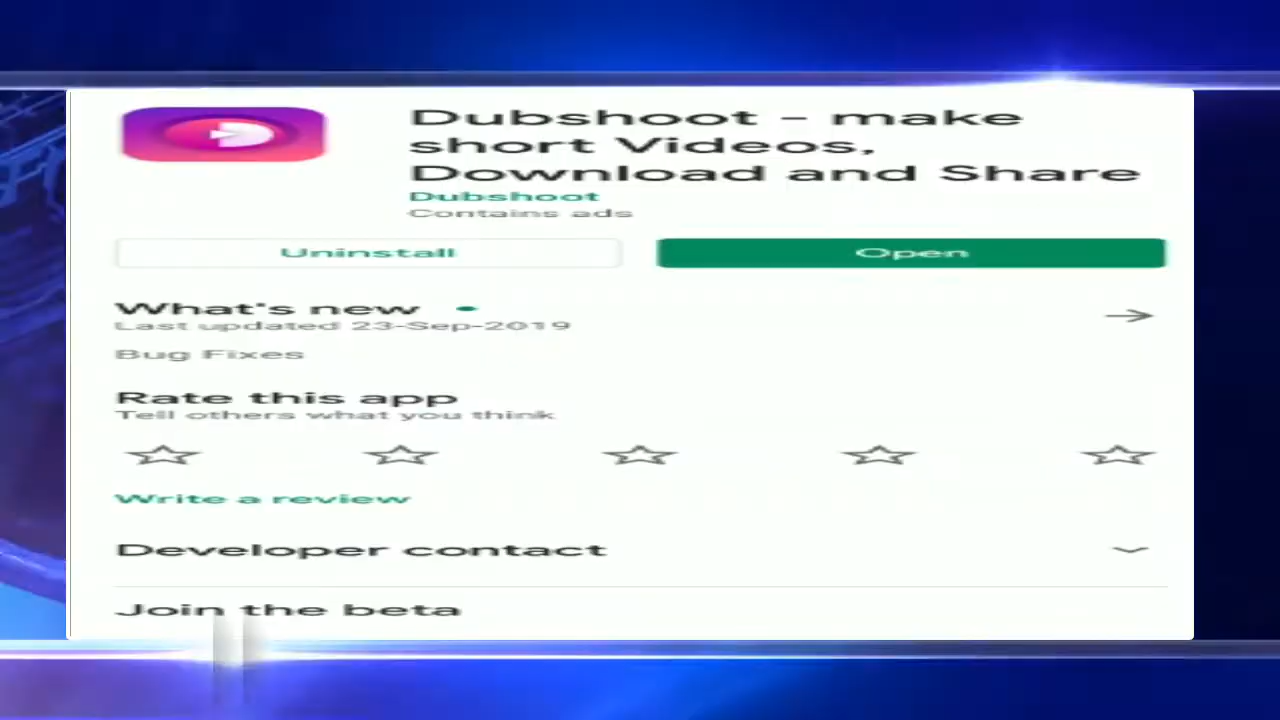 Dubshoot - make
short Videos,
Download and Share
Dubshoot
Contains ads
Uninstall
Open
What's new
Last updated 23-Sep-2019
Bug Fixes
Rate this app
Tell others what you think
Write a review
Developer contact
Join the beta